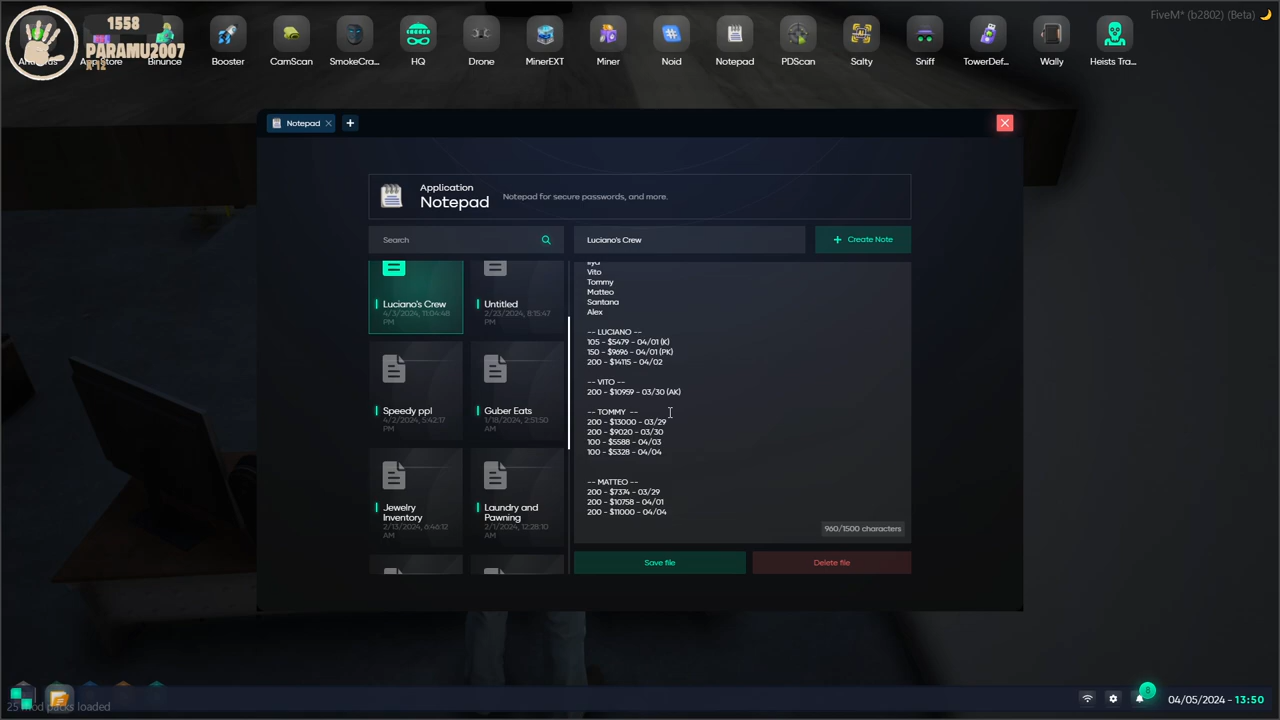 FiveM* (b2802) (Beta)
1558
PARAMU2007
X 12
Binance
Booster
CamScan
SmokeCra...
HQ
Drone
MinerEXT
Miner
Noid
Notepad
PDScan
Salty
Sniff
TowerDef...
Wally
Heists Tra...
Notepad
Application
Notepad
Notepad for secure passwords, and more.
Search
Luciano's Crew
Create Note
Luciano's Crew
4/3/2024, 11:04:48 PM
Untitled
2/23/2024, 8:15:47 PM
Speedy ppl
4/2/2024, 5:42:17 PM
Guber Eats
1/18/2024, 2:51:50 AM
Jewelry Inventory
2/13/2024, 6:46:12 AM
Laundry and Pawning
2/1/2024, 12:28:10 AM
Vito
Tommy
Matteo
Santana
Alex
-- LUCIANO --
105 - $5479 - 04/01 (K)
150 - $9696 - 04/01 (PK)
200 - $14115 - 04/02
-- VITO --
200 - $10959 - 03/30 (AK)
-- TOMMY --
200 - $13000 - 03/29
200 - $9020 - 03/30
100 - $5588 - 04/03
100 - $5328 - 04/04
-- MATTEO --
200 - $7374 - 03/29
200 - $10758 - 04/01
200 - $11000 - 04/04
960/1500 characters
Save file
Delete file
25 mod packs loaded
8
04/05/2024 - 13:50